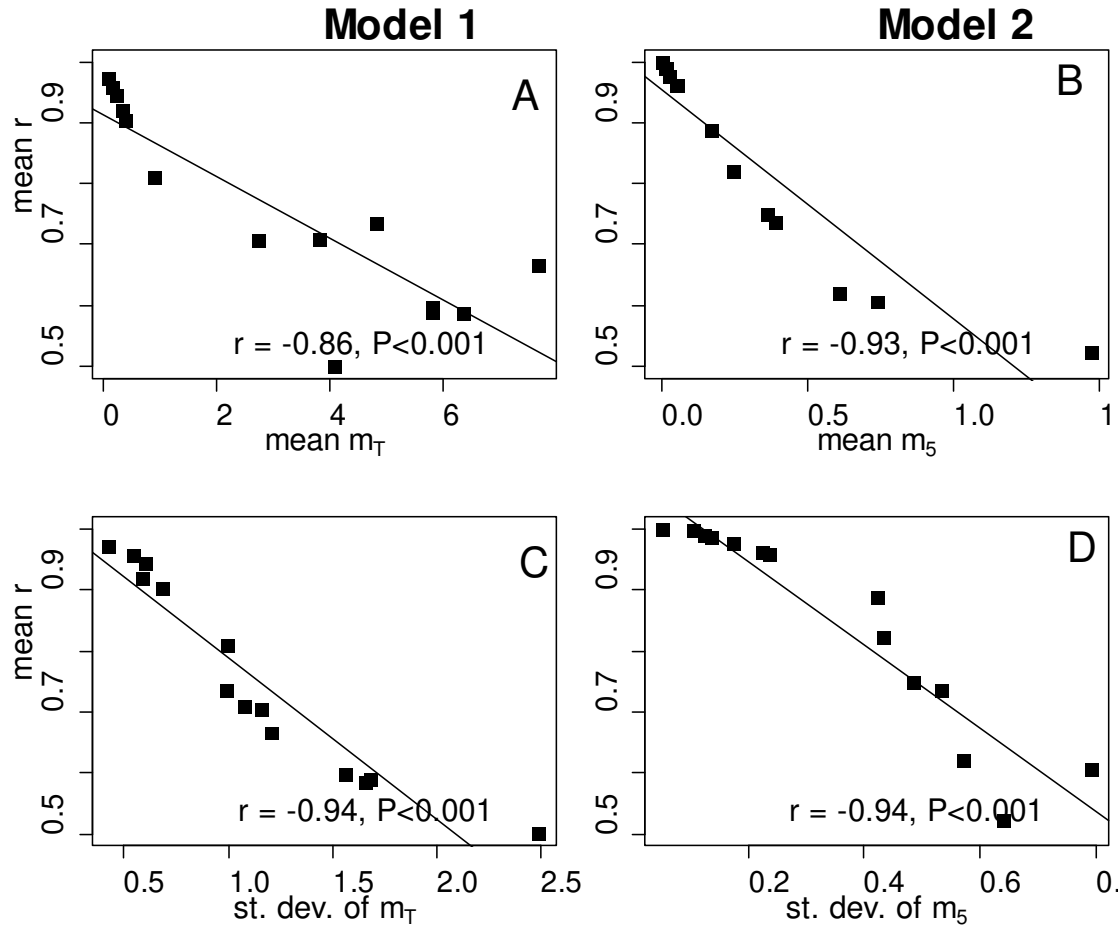 Model 1
Model 2
A
mean r
0.5 0.7 0.9
r = -0.86, P<0.001
0 2 4 6
mean m_T
B
0.5 0.7 0.9
r = -0.93, P<0.001
0.0 0.5 1.0 1
mean m_5
C
mean r
0.5 0.7 0.9
r = -0.94, P<0.001
0.5 1.0 1.5 2.0 2.5
st. dev. of m_T
D
0.5 0.7 0.9
r = -0.94, P<0.001
0.2 0.4 0.6 0.
st. dev. of m_5